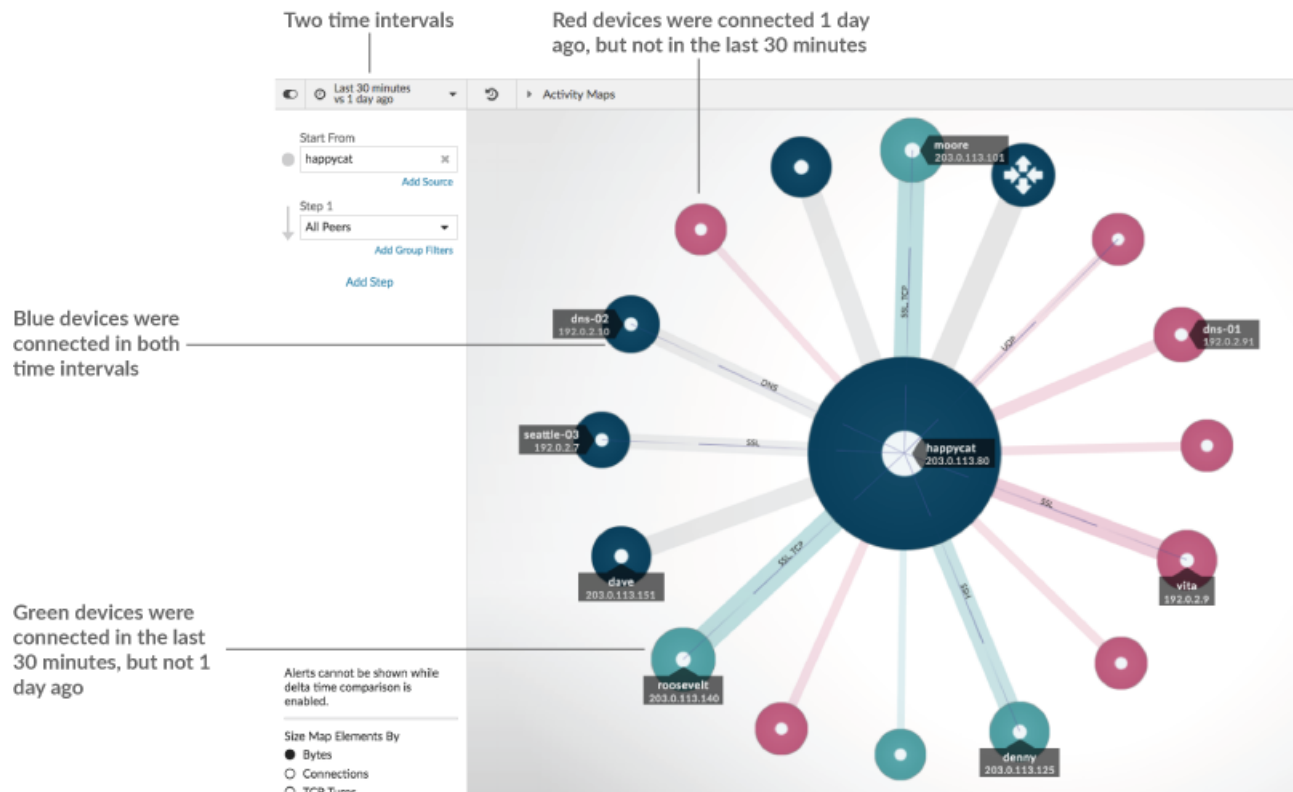 Two time intervals
Red devices were connected 1 day
ago, but not in the last 30 minutes
Last 30 minutes
vs 1 day ago
Activity Maps
Start From
happycat
Add Source
Step 1
All Peers
Add Group Filters
Add Step
Blue devices were
connected in both
time intervals
Green devices were
connected in the last
30 minutes, but not 1
day ago
Alerts cannot be shown while
delta time comparison is
enabled.
Size Map Elements By
Bytes
Connections
TCP Turns
moore
203.0.113.101
SSL, TCP
UDP
dns-01
192.0.2.91
dns-02
192.0.2.10
DNS
seattle-03
192.0.2.7
SSL
happycat
203.0.113.80
SSL
vita
192.0.2.9
dave
203.0.113.151
SSL, TCP
SSH
roosevelt
203.0.113.140
denny
203.0.113.125